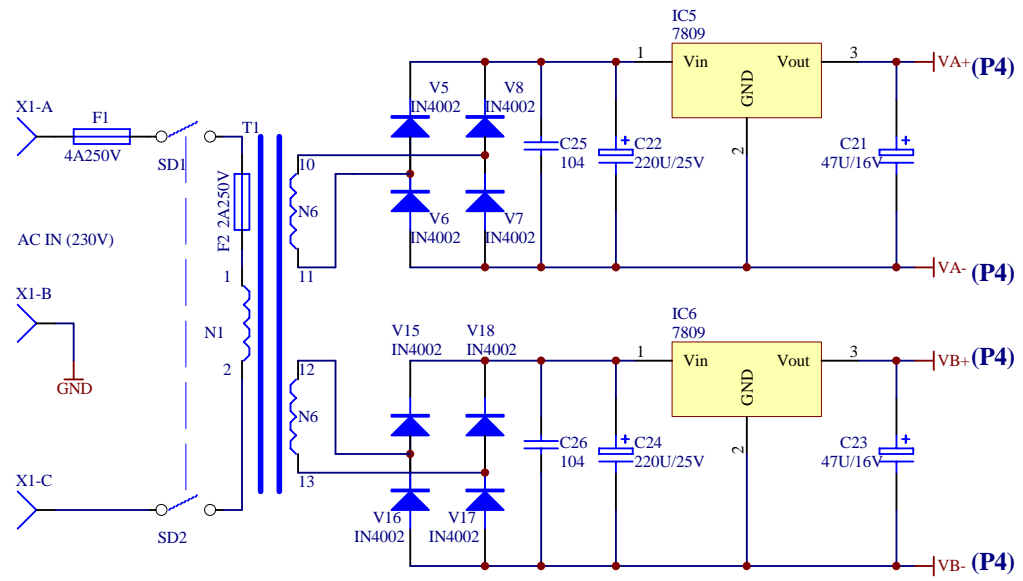 IC5
7809
1
Vin
Vout
3
GND
2
VA+ (P4)
V5
IN4002
V8
IN4002
X1-A
F1
4A250V
SD1
T1
F2 2A250V
10
N6
11
V6
IN4002
V7
IN4002
C25
104
C22
220U/25V
+
C21
47U/16V
+
AC IN (230V)
VA- (P4)
X1-B
GND
1
N1
2
IC6
7809
1
Vin
Vout
3
GND
2
VB+ (P4)
V15
IN4002
V18
IN4002
12
N6
13
C26
104
C24
220U/25V
+
C23
47U/16V
+
X1-C
SD2
V16
IN4002
V17
IN4002
VB- (P4)